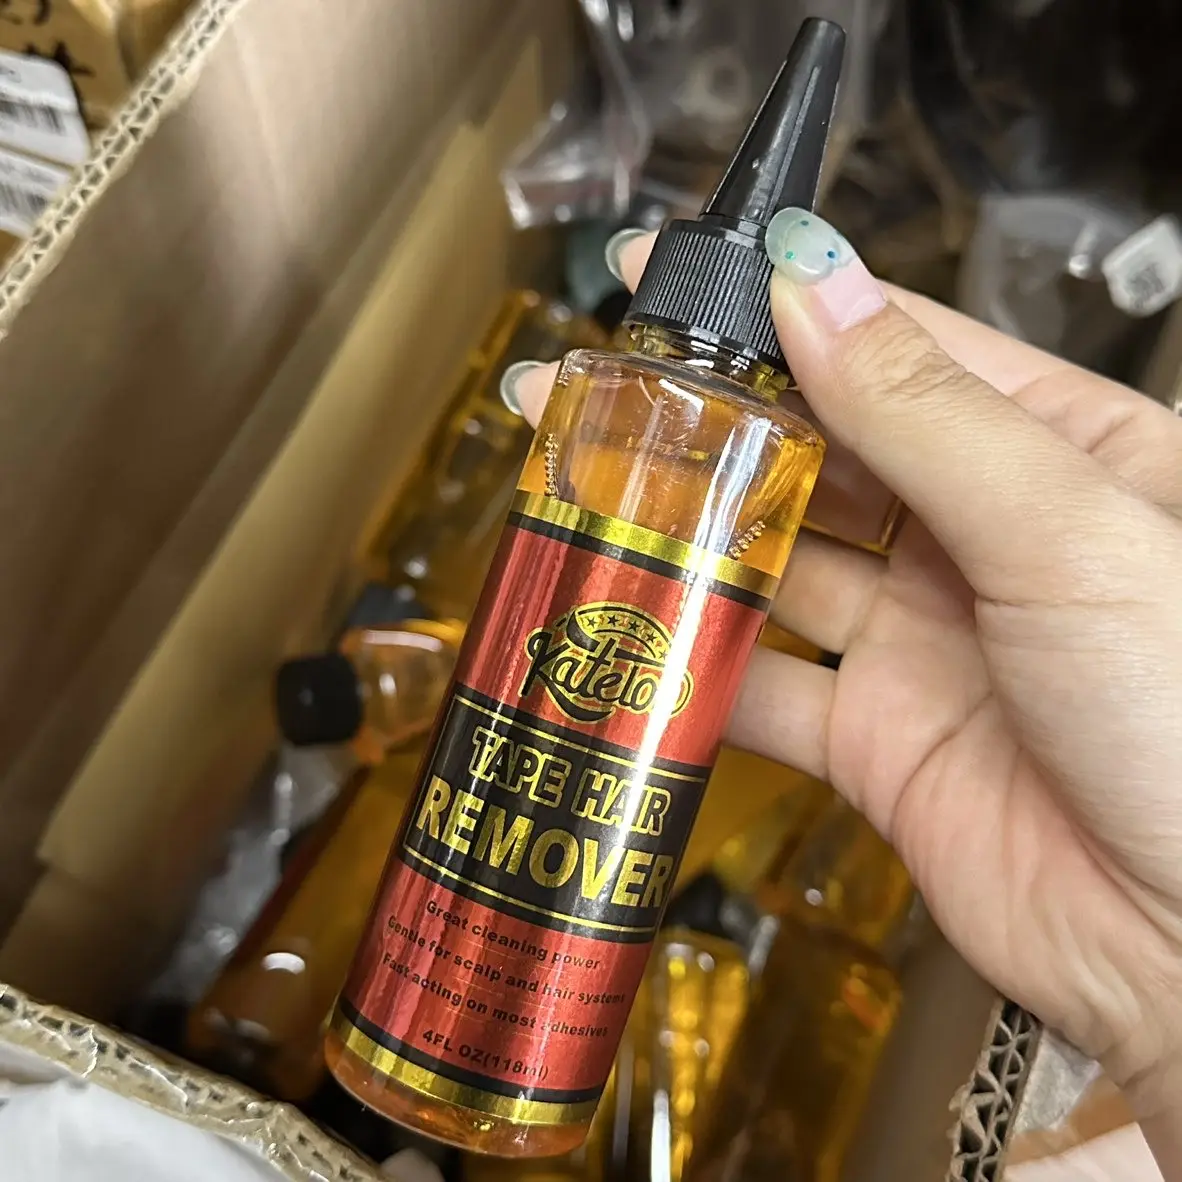 TAPE HAIR
REMOVER
Great cleaning power
Gentle for scalp and hair systems
Fast acting on most adhesives
4FL OZ(118ml)